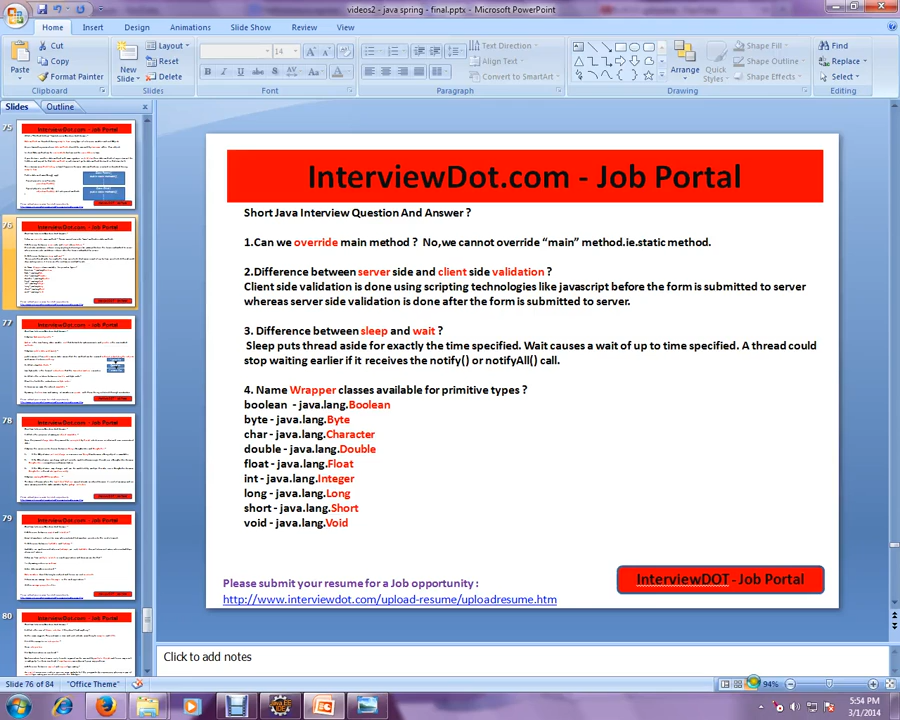 videos2 - java spring - final.pptx - Microsoft PowerPoint
Home Insert Design Animations Slide Show Review View
Paste Cut Copy Format Painter
New Slide Layout Reset Delete
14
Text Direction Align Text Convert to SmartArt
Arrange Quick Styles Shape Fill Shape Outline Shape Effects
Find Replace Select
Clipboard Slides Font Paragraph Drawing Editing
Slides Outline
75
76
77
78
79
80
InterviewDot.com - Job Portal
Short Java Interview Question And Answer ?
1.Can we override main method ? No,we cannot override “main” method.ie.static method.
2.Difference between server side and client side validation ?
Client side validation is done using scripting technologies like javascript before the form is submitted to server
whereas server side validation is done after the form is submitted to server.
3. Difference between sleep and wait ?
Sleep puts thread aside for exactly the time specified. Wait causes a wait of up to time specified. A thread could
stop waiting earlier if it receives the notify() or notifyAll() call.
4. Name Wrapper classes available for primitive types ?
boolean - java.lang.Boolean
byte - java.lang.Byte
char - java.lang.Character
double - java.lang.Double
float - java.lang.Float
int - java.lang.Integer
long - java.lang.Long
short - java.lang.Short
void - java.lang.Void
InterviewDOT - Job Portal
Please submit your resume for a Job opportunity :
http://www.interviewdot.com/upload-resume/uploadresume.htm
Click to add notes
Slide 76 of 84 "Office Theme" 94%
5:54 PM
3/1/2014